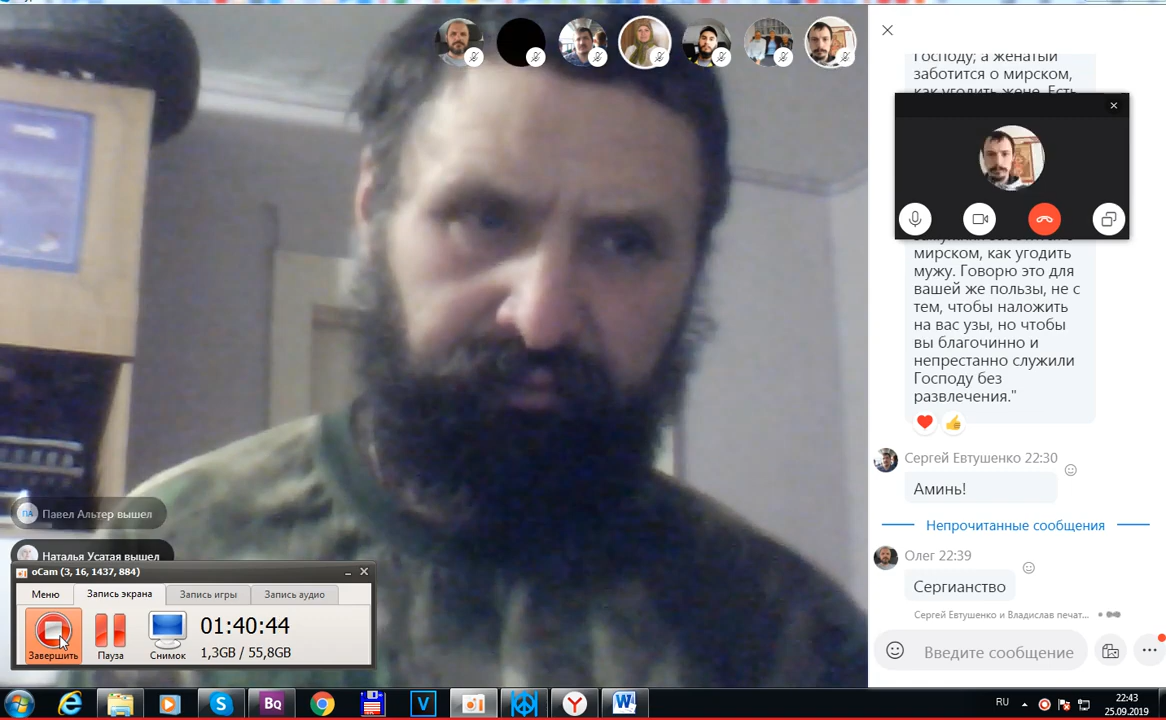 Господу; а женатый
заботится о мирском,
как угодить жене. Есть
мирском, как угодить
мужу. Говорю это для
вашей же пользы, не с
тем, чтобы наложить
на вас узы, но чтобы
вы благочинно и
непрестанно служили
Господу без
развлечения."
Сергей Евтушенко 22:30
Аминь!
Непрочитанные сообщения
Олег 22:39
Сергианство
Сергей Евтушенко и Владислав печат...
Введите сообщение
ПА Павел Альтер вышел
Наталья Усатая вышел
oCam (3, 16, 1437, 884)
Меню Запись экрана Запись игры Запись аудио
01:40:44
1,3GB / 55,8GB
Завершить Пауза Снимок
Bq V W
RU 22:43
25.09.2019